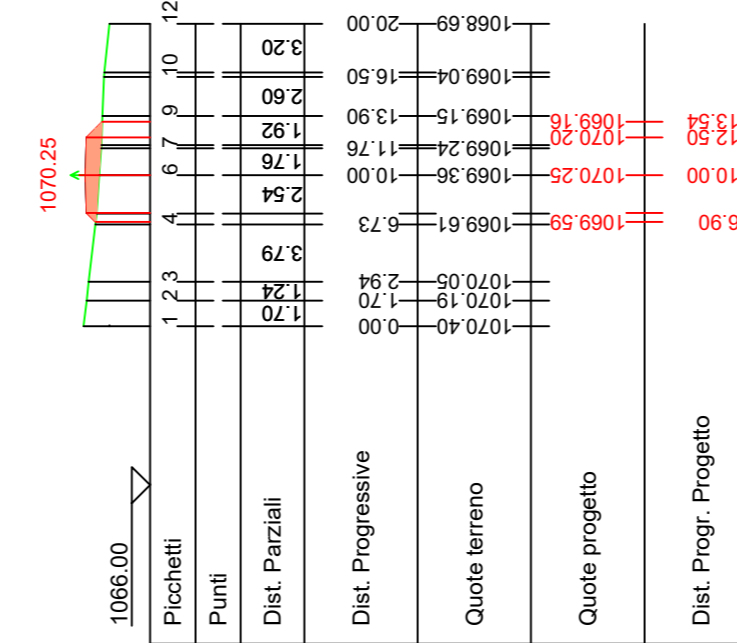 1070.25
1066.00
Picchetti 1 2 3 4 6 7 9 10 12
Punti
Dist. Parziali 1.70 1.24 3.79 2.54 1.76 1.92 2.60 3.20
Dist. Progressive 0.00 1.70 2.94 6.73 10.00 11.76 13.90 16.50 20.00
Quote terreno 1070.40 1070.19 1070.05 1069.61 1069.36 1069.24 1069.15 1069.04 1068.69
Quote progetto 1069.59 1070.25 1070.20 1069.16
Dist. Progr. Progetto 6.90 10.00 12.50 13.54